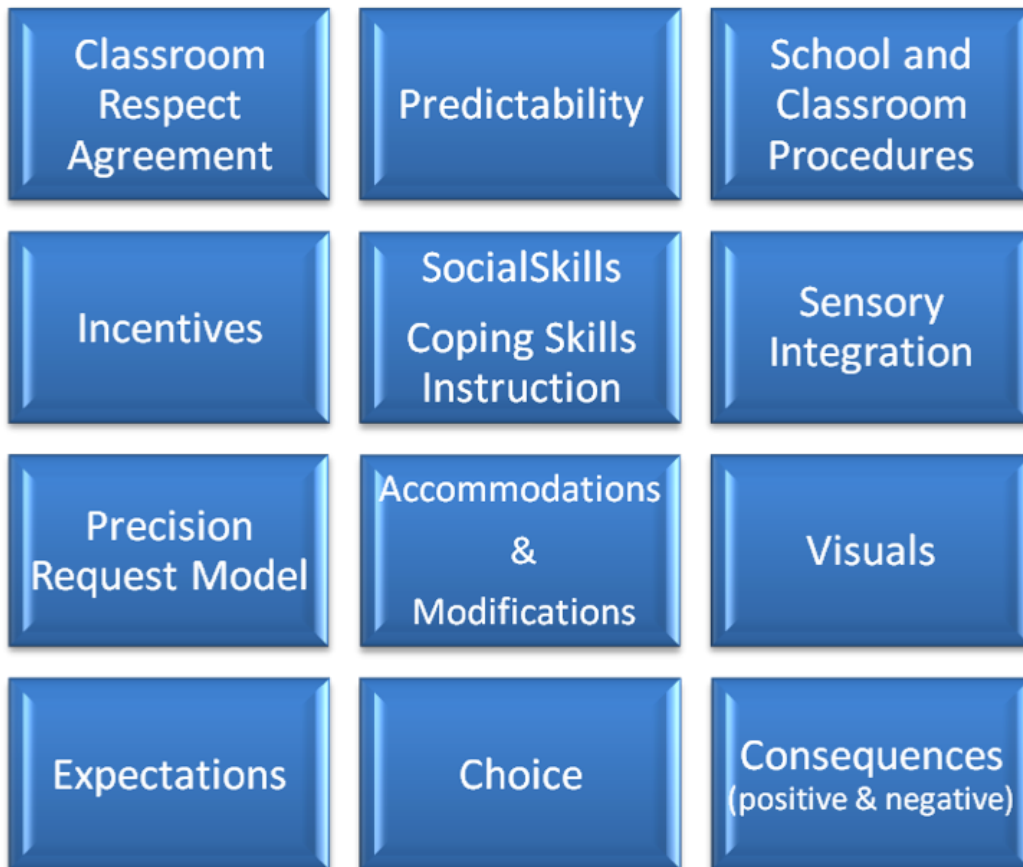 Classroom
Respect
Agreement
Predictability
School and
Classroom
Procedures
Incentives
SocialSkills
Coping Skills
Instruction
Sensory
Integration
Precision
Request Model
Accommodations
&
Modifications
Visuals
Expectations
Choice
Consequences
(positive & negative)